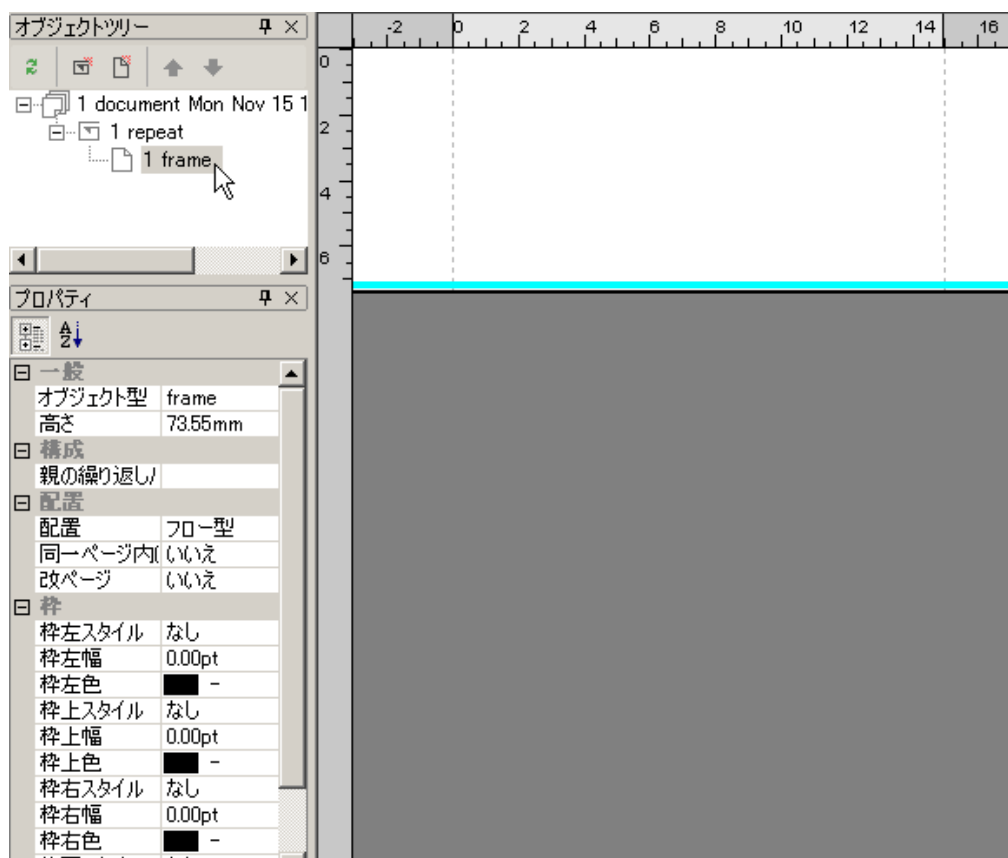 オブジェクトツリー
1 document Mon Nov 15 1
1 repeat
1 frame
プロパティ
一般
オブジェクト型 frame
高さ 73.55mm
構成
親の繰り返し
配置
配置 フロー型
同一ページ内( いいえ
改ページ いいえ
枠
枠左スタイル なし
枠左幅 0.00pt
枠左色 -
枠上スタイル なし
枠上幅 0.00pt
枠上色 -
枠右スタイル なし
枠右幅 0.00pt
枠右色 -
-2 0 2 4 6 8 10 12 14 16
0
2
4
6